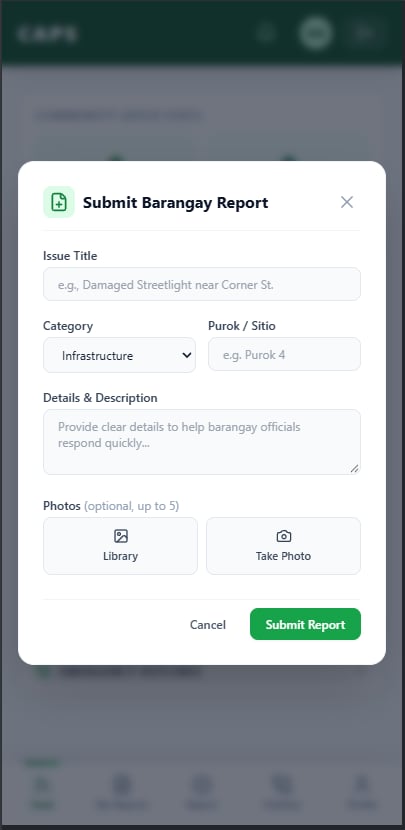 CAPS
Submit Barangay Report
Issue Title
e.g., Damaged Streetlight near Corner St.
Category
Purok / Sitio
Infrastructure
e.g. Purok 4
Details & Description
Provide clear details to help barangay officials
respond quickly...
Photos (optional, up to 5)
Library
Take Photo
Cancel
Submit Report